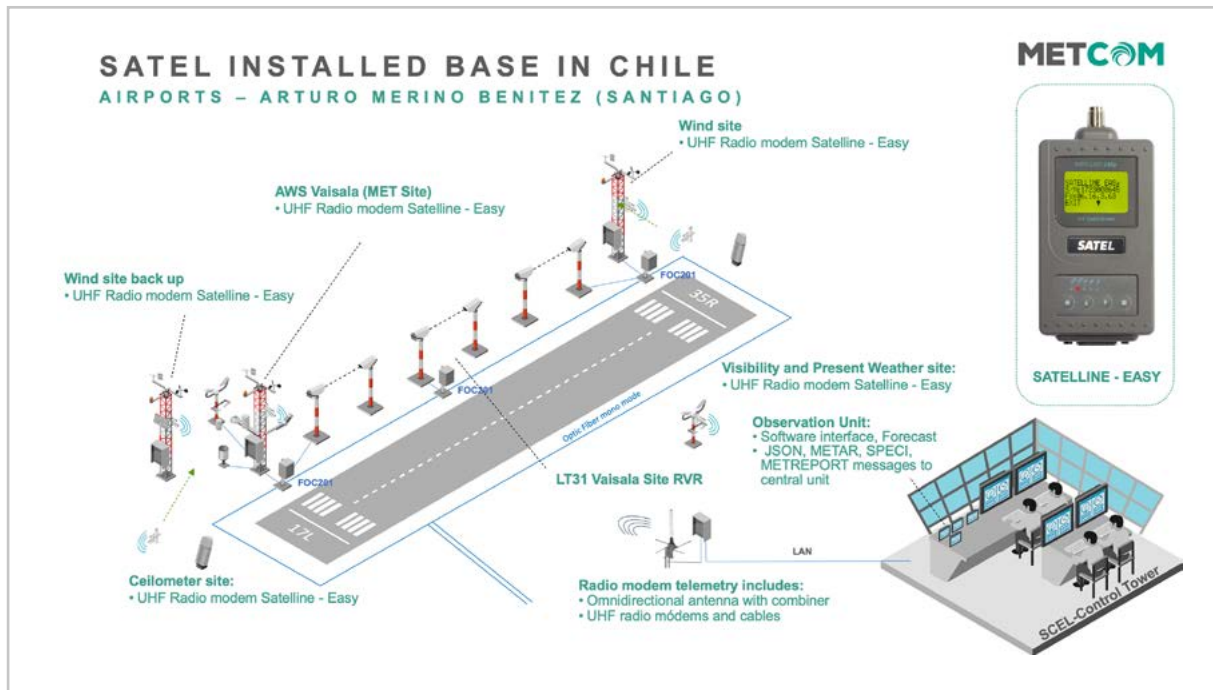 SATEL INSTALLED BASE IN CHILE
AIRPORTS – ARTURO MERINO BENITEZ (SANTIAGO)
METCOM
Wind site
• UHF Radio modem Satelline - Easy
AWS Vaisala (MET Site)
• UHF Radio modem Satelline - Easy
Wind site back up
• UHF Radio modem Satelline - Easy
FOC201
35R
FOC201
FOC201
17L
Optic Fiber mono mode
SATEL
SATELLINE - EASY
Visibility and Present Weather site:
• UHF Radio modem Satelline - Easy
Observation Unit:
• Software interface, Forecast
• JSON, METAR, SPECI,
METREPORT messages to
central unit
LT31 Vaisala Site RVR
Ceilometer site:
• UHF Radio modem Satelline - Easy
LAN
Radio modem telemetry includes:
• Omnidirectional antenna with combiner
• UHF radio módems and cables
SCEL-Control Tower